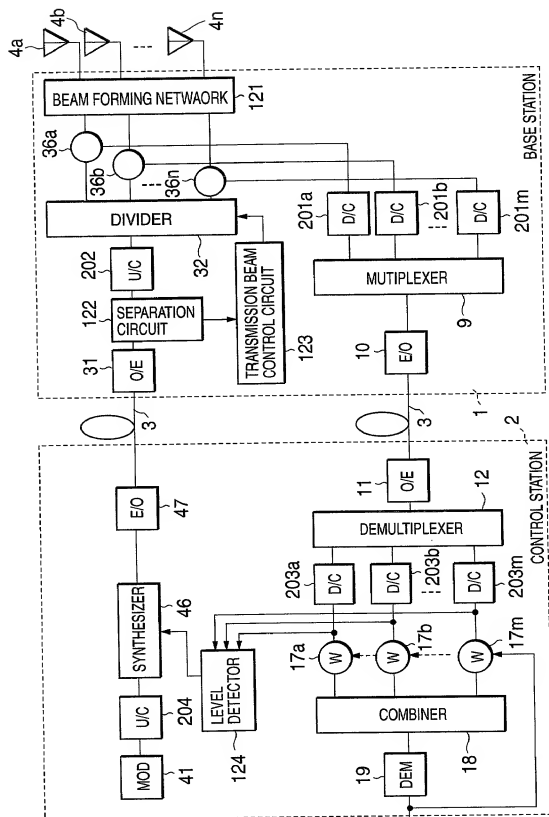 4a
4b
4n
BEAM FORMING NETWAORK
121
36a
36b
36n
DIVIDER
32
202
U/C
122
SEPARATION
CIRCUIT
31
O/E
TRANSMISSION BEAM
CONTROL CIRCUIT
123
201a
D/C
D/C
201b
D/C
201m
MUTIPLEXER
9
10
E/O
BASE STATION
3
3
1
2
E/O
47
SYNTHESIZER
46
204
U/C
MOD
41
LEVEL
DETECTOR
124
11
O/E
DEMULTIPLEXER
12
203a
D/C
D/C
203b
D/C
203m
17a
W
W
17b
W
17m
COMBINER
18
19
DEM
CONTROL STATION